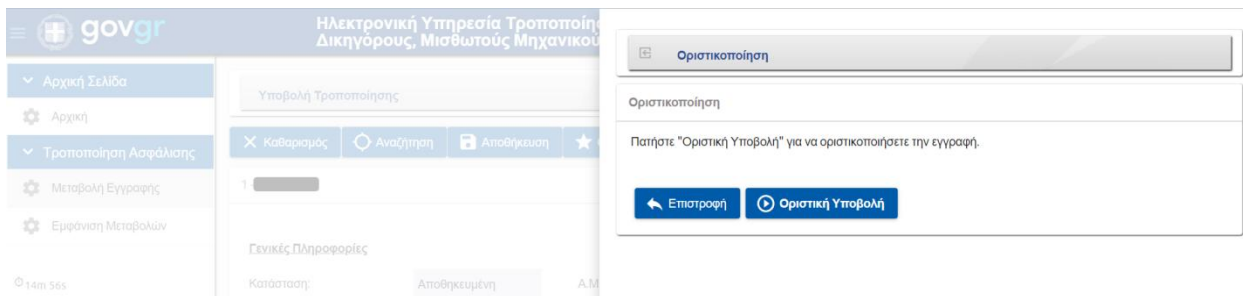 govgr
Ηλεκτρονική Υπηρεσία Τροποποίησ
Δικηγόρους, Μισθωτούς Μηχανικού
Αρχική Σελίδα
Αρχική
Τροποποίηση Ασφάλισης
Μεταβολή Εγγραφής
Εμφάνιση Μεταβολών
14m 56s
Υποβολή Τροποποίησης
Καθαρισμός Αναζήτηση Αποθήκευση
1
Γενικές Πληροφορίες
Κατάσταση: Αποθηκευμένη Α.Μ
Οριστικοποίηση
Οριστικοποίηση
Πατήστε "Οριστική Υποβολή" για να οριστικοποιήσετε την εγγραφή.
Επιστροφή Οριστική Υποβολή